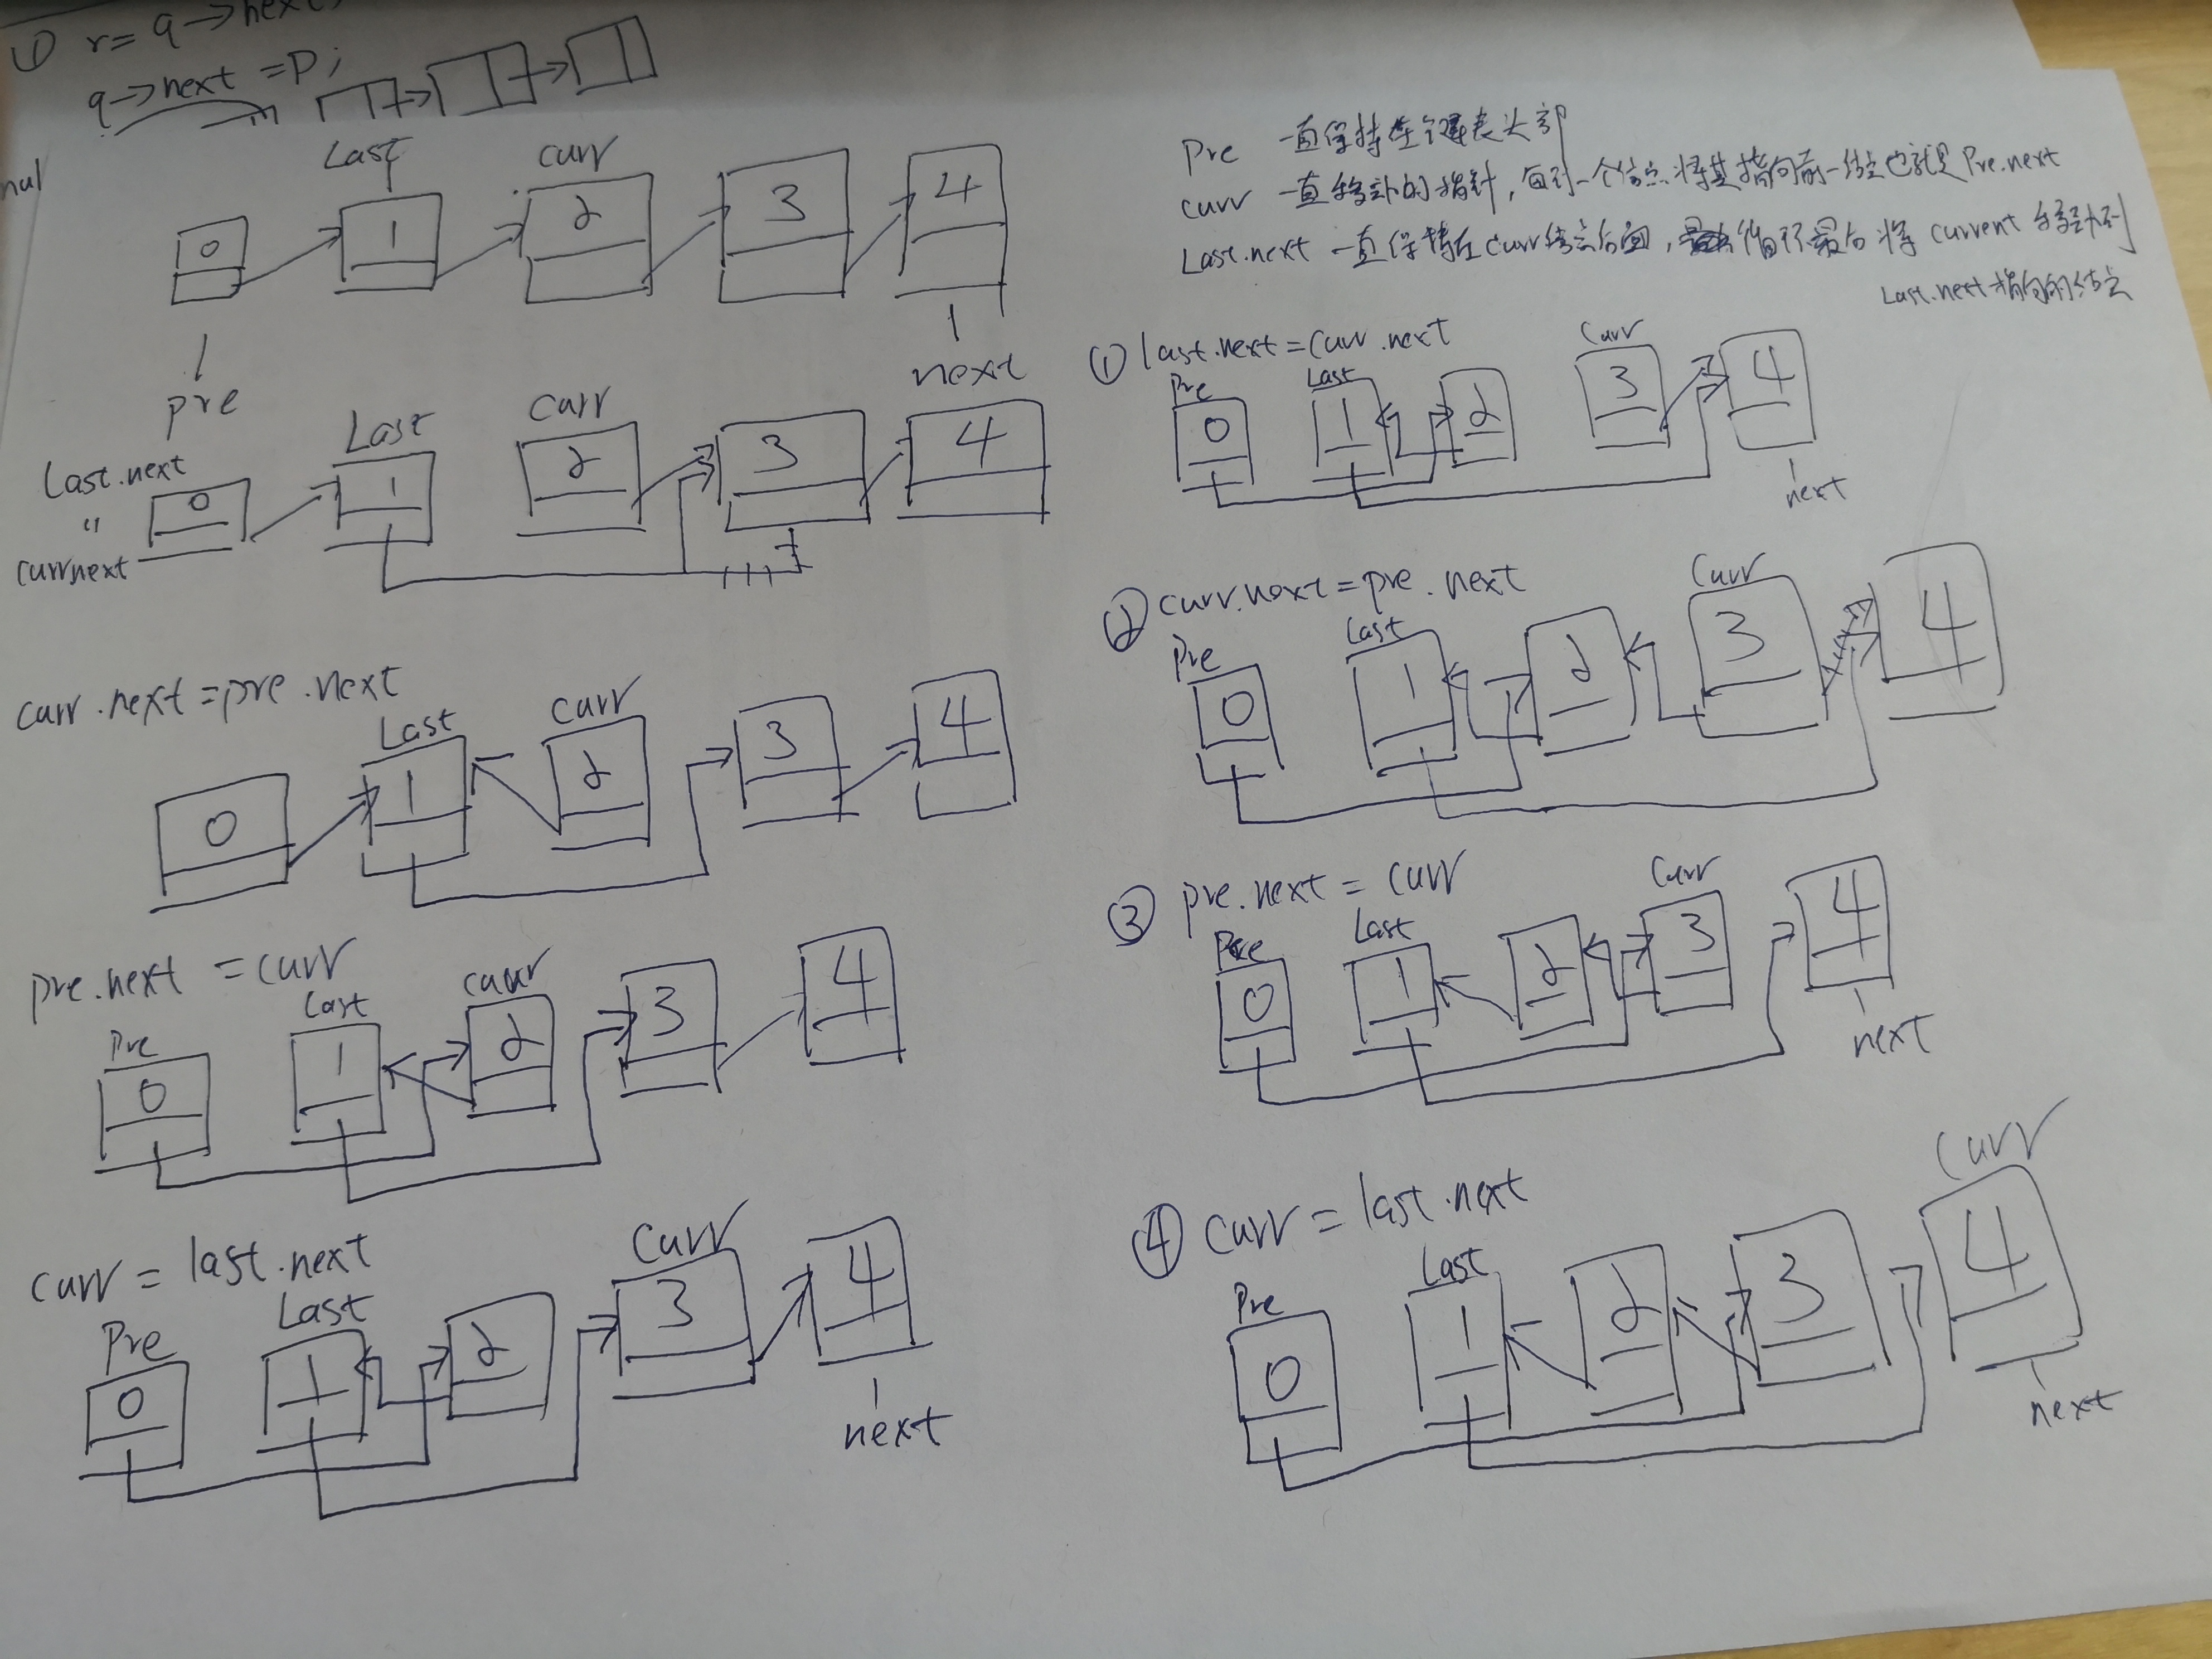 ① r = q->next
q->next = P;
nul
Last curr
0 1 2 3 4
pre next
Last curr
Last.next
"
curr.next
0 1 2 3 4
curr.next = pre.next
Last curr
0 1 2 3 4
pre.next = curr
Pre Last curr
0 1 2 3 4
curr = last.next
Pre Last curr
0 1 2 3 4
next
Pre 一直保持在链表头部
curr 一直移动的指针，每到一个结点将其指向前一结点也就是Pre.next
Last.next 一直保持在curr结点后面，循环最后将current移动到
Last.next指向的结点
① last.next = curr.next
Pre Last curr
0 1 2 3 4
next
② curr.next = pre.next
Pre Last curr
0 1 2 3 4
③ pre.next = curr
Pre Last curr
0 1 2 3 4
next
④ curr = last.next
Pre Last curr
0 1 2 3 4
next